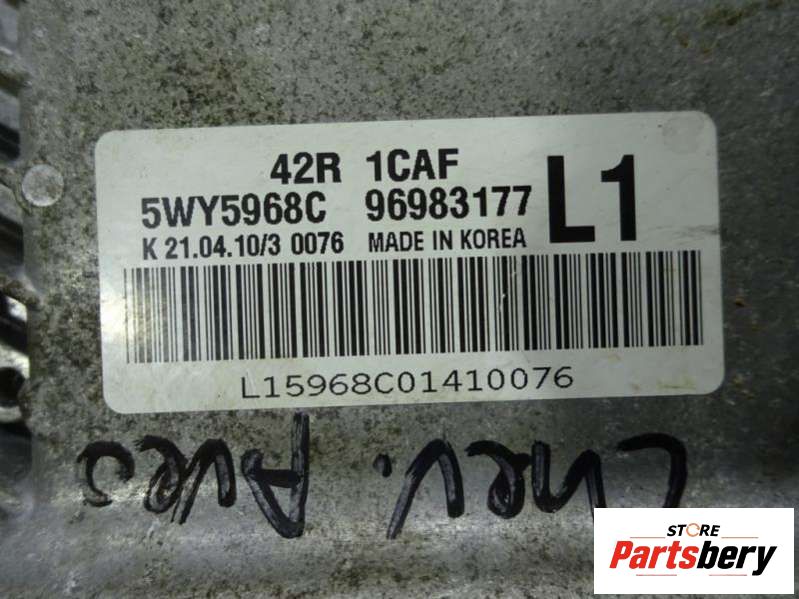 42R 1CAF
5WY5968C 96983177 L1
K 21.04.10/3 0076 MADE IN KOREA
L15968C01410076
Chev. Aveo
STORE
Partsbery